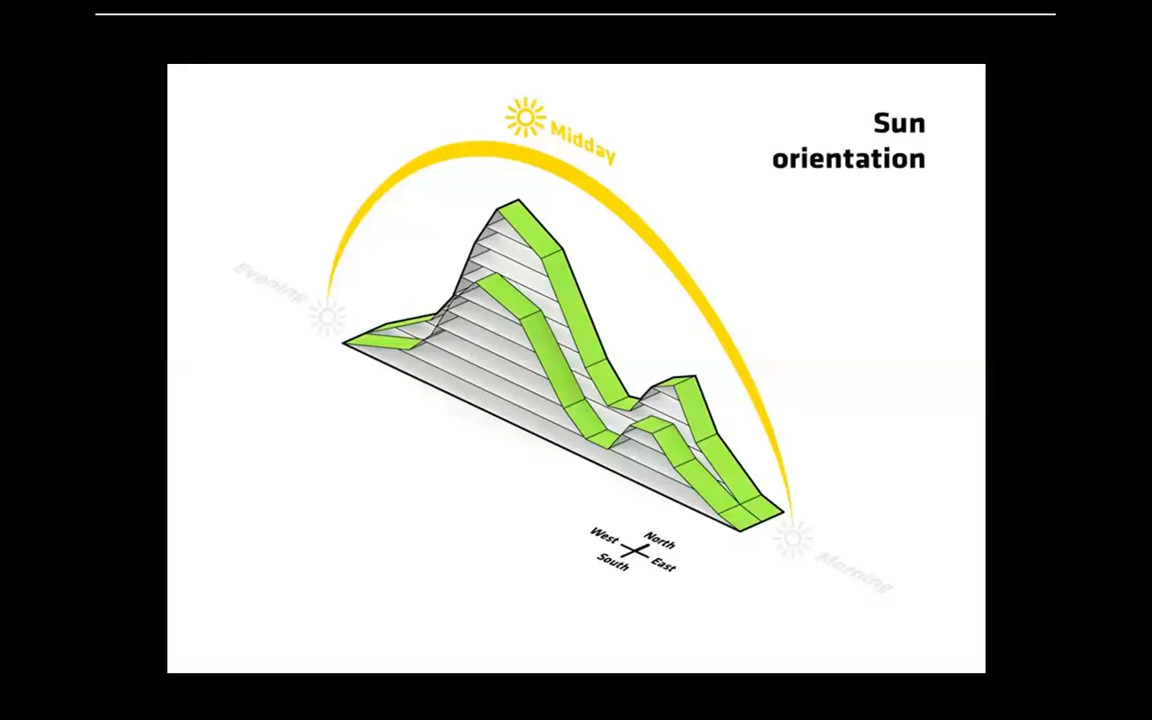 Sun
orientation
Midday
Evening
North
West
East
South
Morning